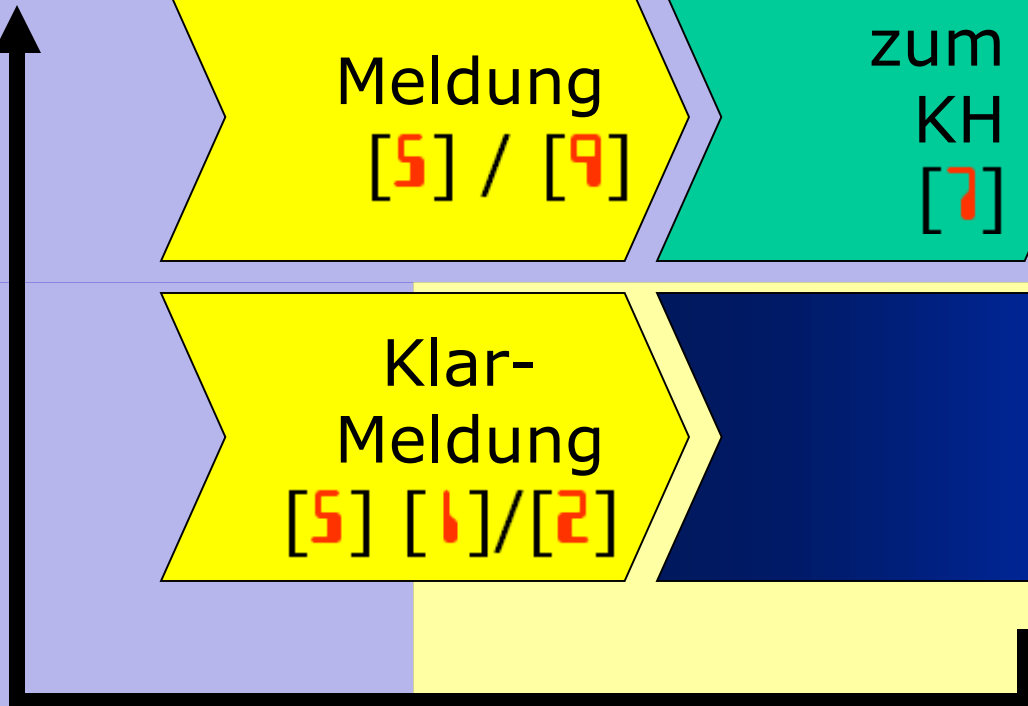 Meldung
[5] / [9]
zum
KH
[7]
Klar-
Meldung
[5] [1]/[2]